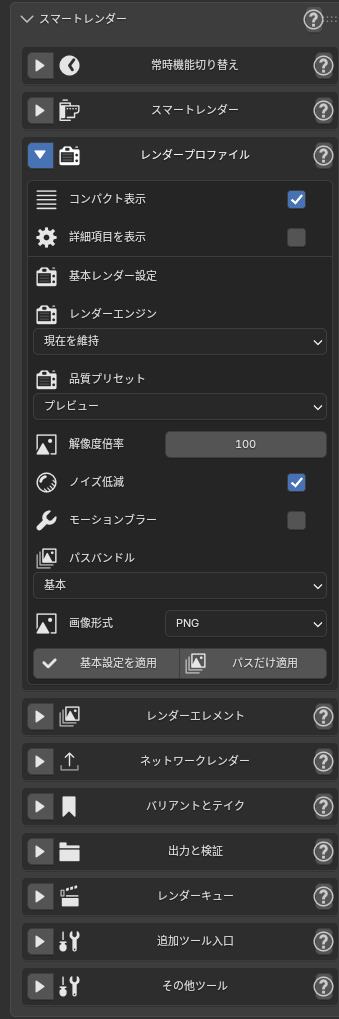 スマートレンダー
常時機能切り替え
スマートレンダー
レンダープロファイル
コンパクト表示
詳細項目を表示
基本レンダー設定
レンダーエンジン
現在を維持
品質プリセット
プレビュー
解像度倍率 100
ノイズ低減
モーションブラー
パスバンドル
基本
画像形式 PNG
基本設定を適用 パスだけ適用
レンダーエレメント
ネットワークレンダー
バリアントとテイク
出力と検証
レンダーキュー
追加ツール入口
その他ツール